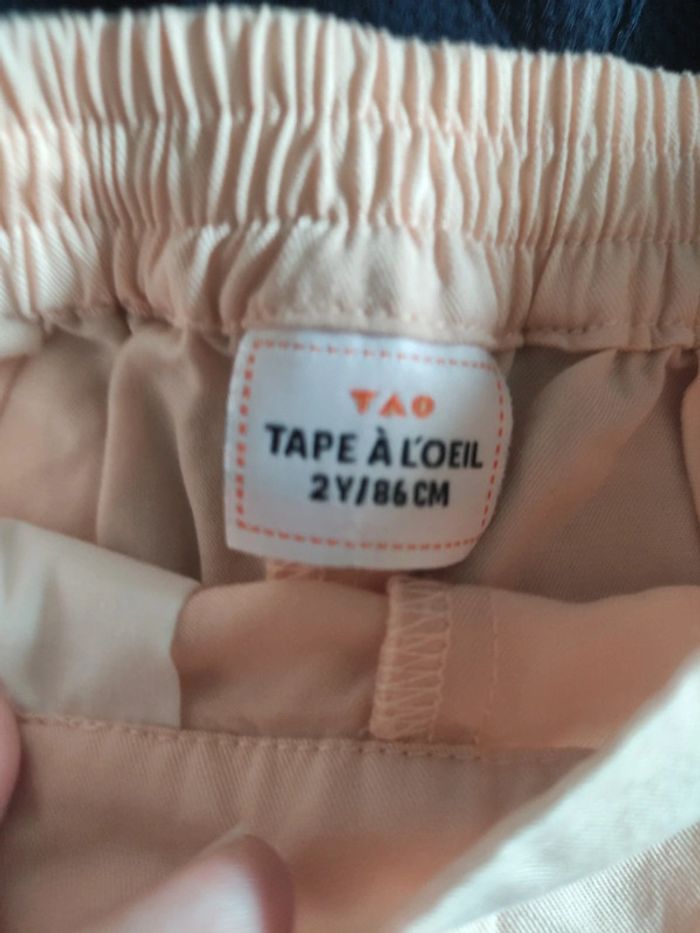 TAO
TAPE À L'OEIL
2Y/86CM